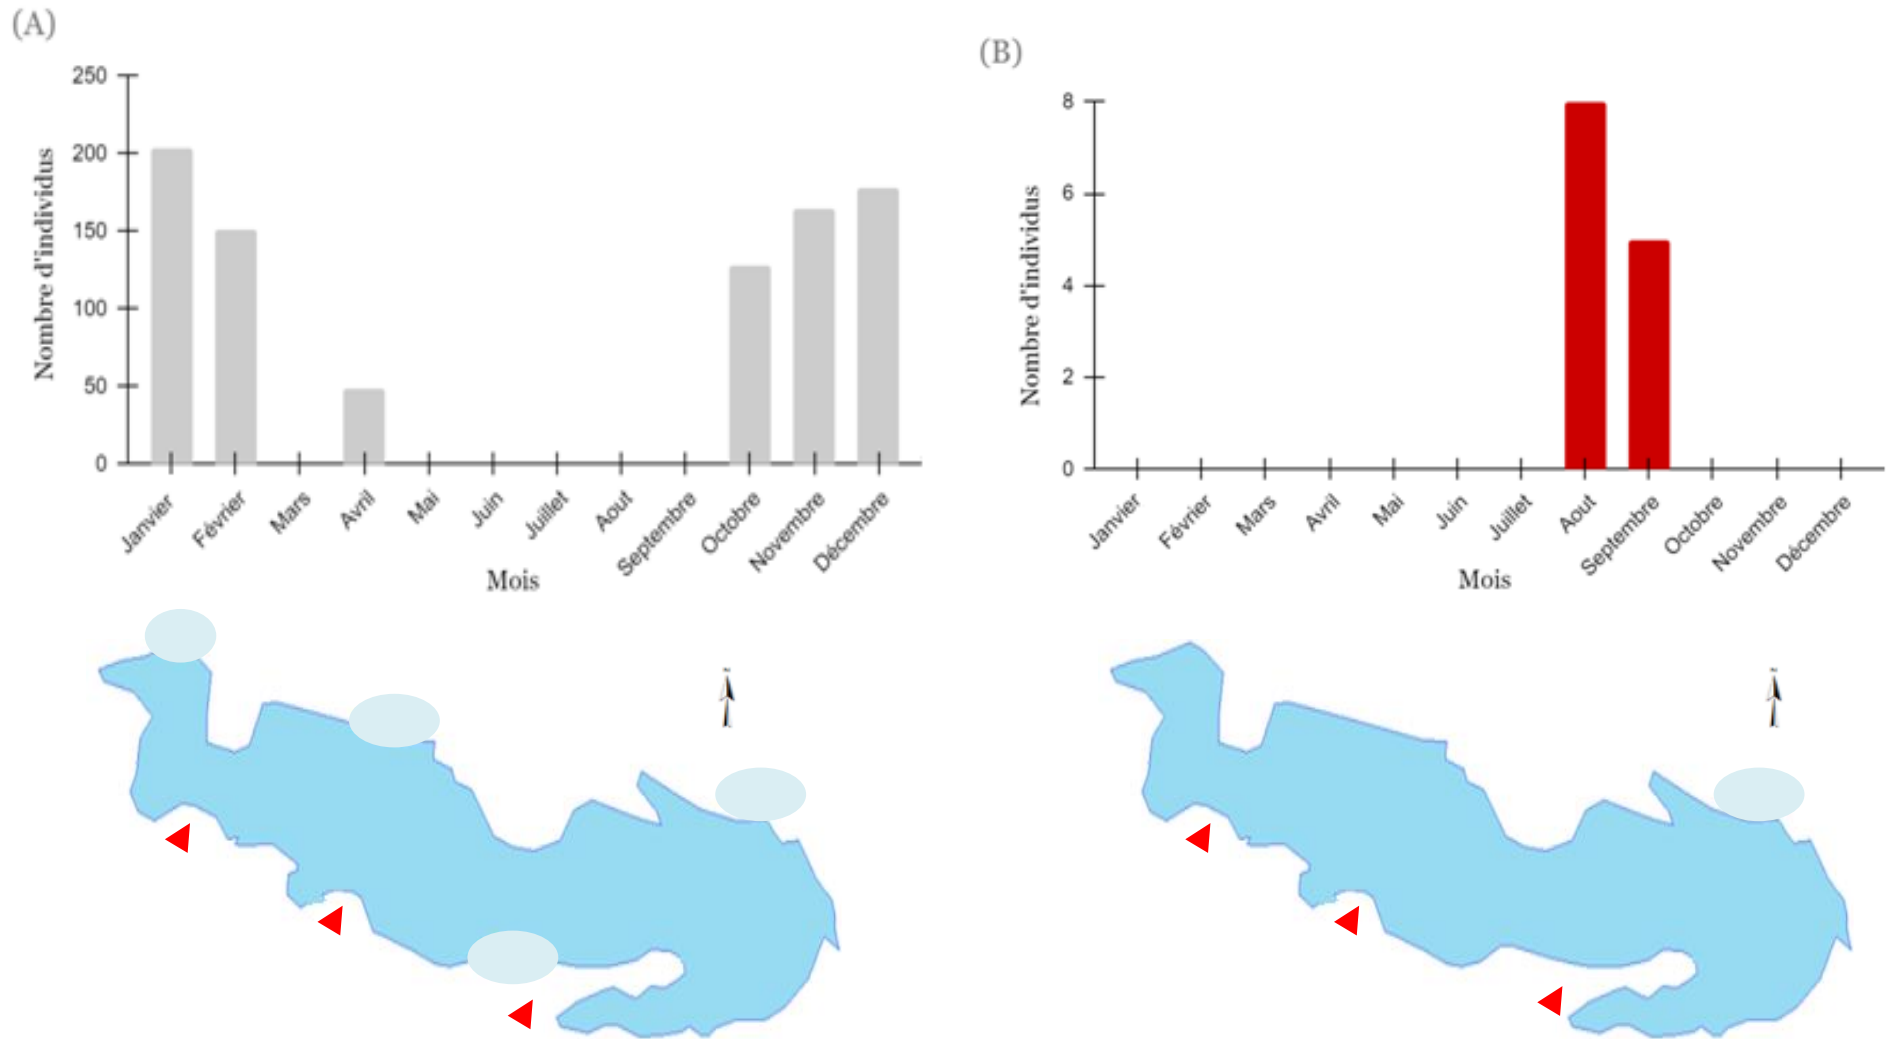 (A)
250
200
150
100
50
0
Nombre d'individus
Janvier
Février
Mars
Avril
Mai
Juin
Juillet
Aout
Septembre
Octobre
Novembre
Décembre
Mois
(B)
8
6
4
2
0
Nombre d'individus
Janvier
Février
Mars
Avril
Mai
Juin
Juillet
Aout
Septembre
Octobre
Novembre
Décembre
Mois